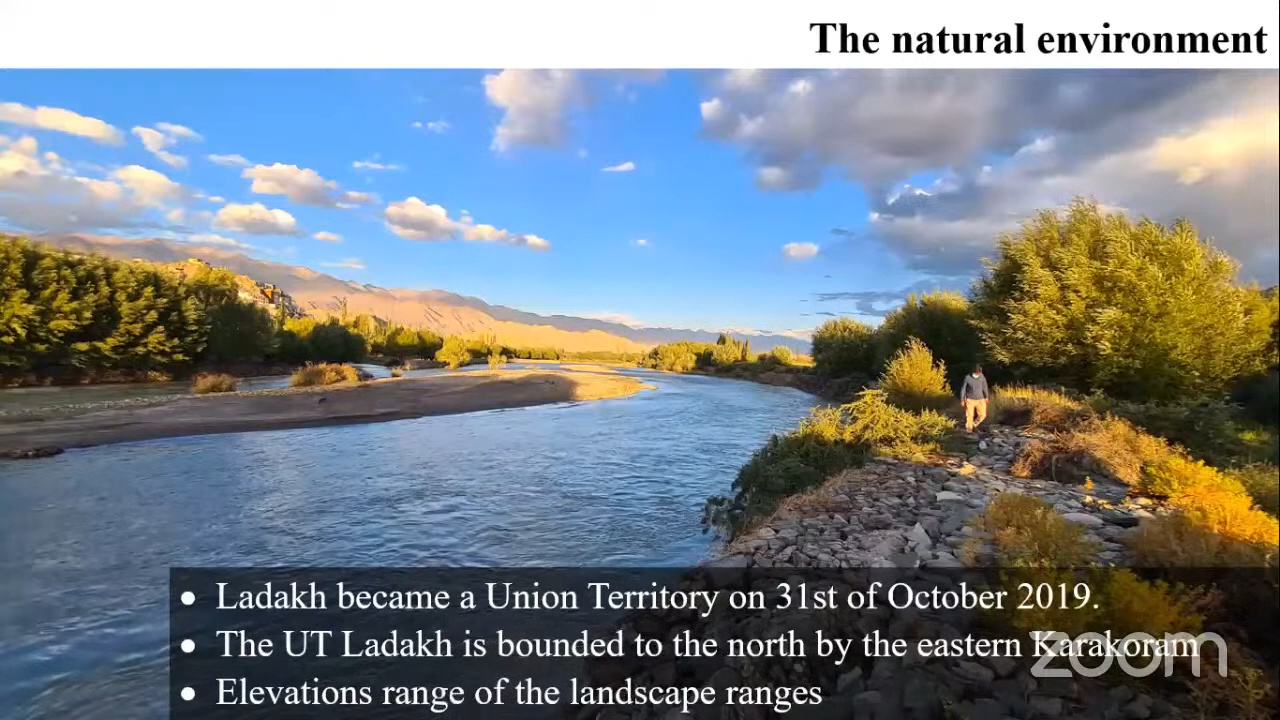 The natural environment
• Ladakh became a Union Territory on 31st of October 2019.
• The UT Ladakh is bounded to the north by the eastern Karakoram
zoom
• Elevations range of the landscape ranges